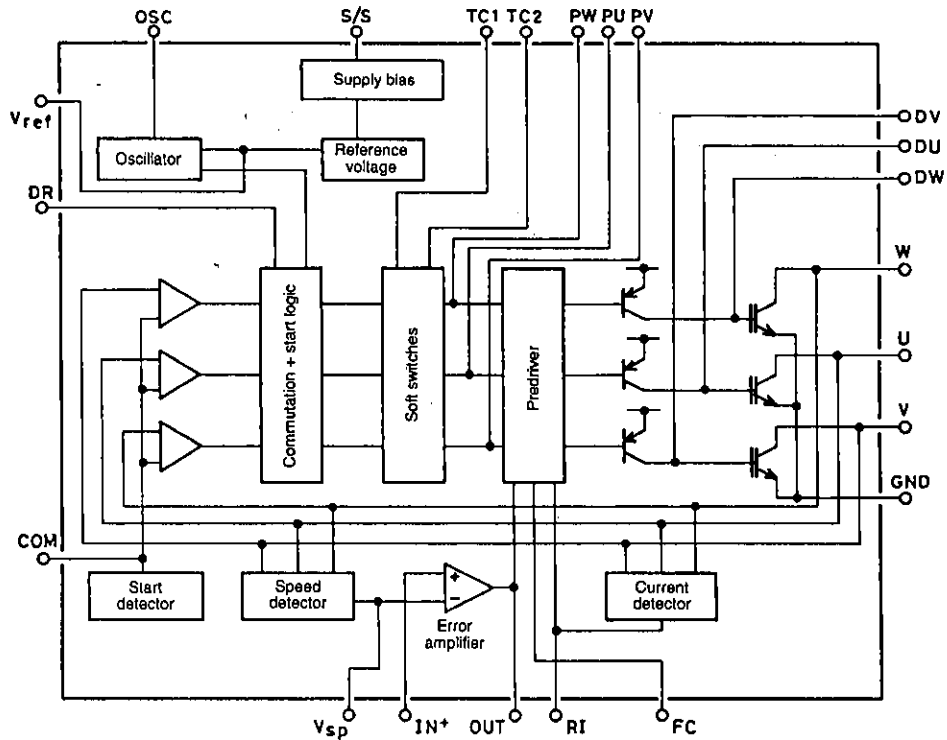 OSC S/S TC1 TC2 PW PU PV
Supply bias
Vref
DV
Oscillator
Reference
voltage
DU
DW
DR
W
Commutation + start logic
Soft switches
Predriver
U
V
GND
COM
Start
detector
Speed
detector
+
−
Error
amplifier
Current
detector
Vsp IN+ OUT RI FC